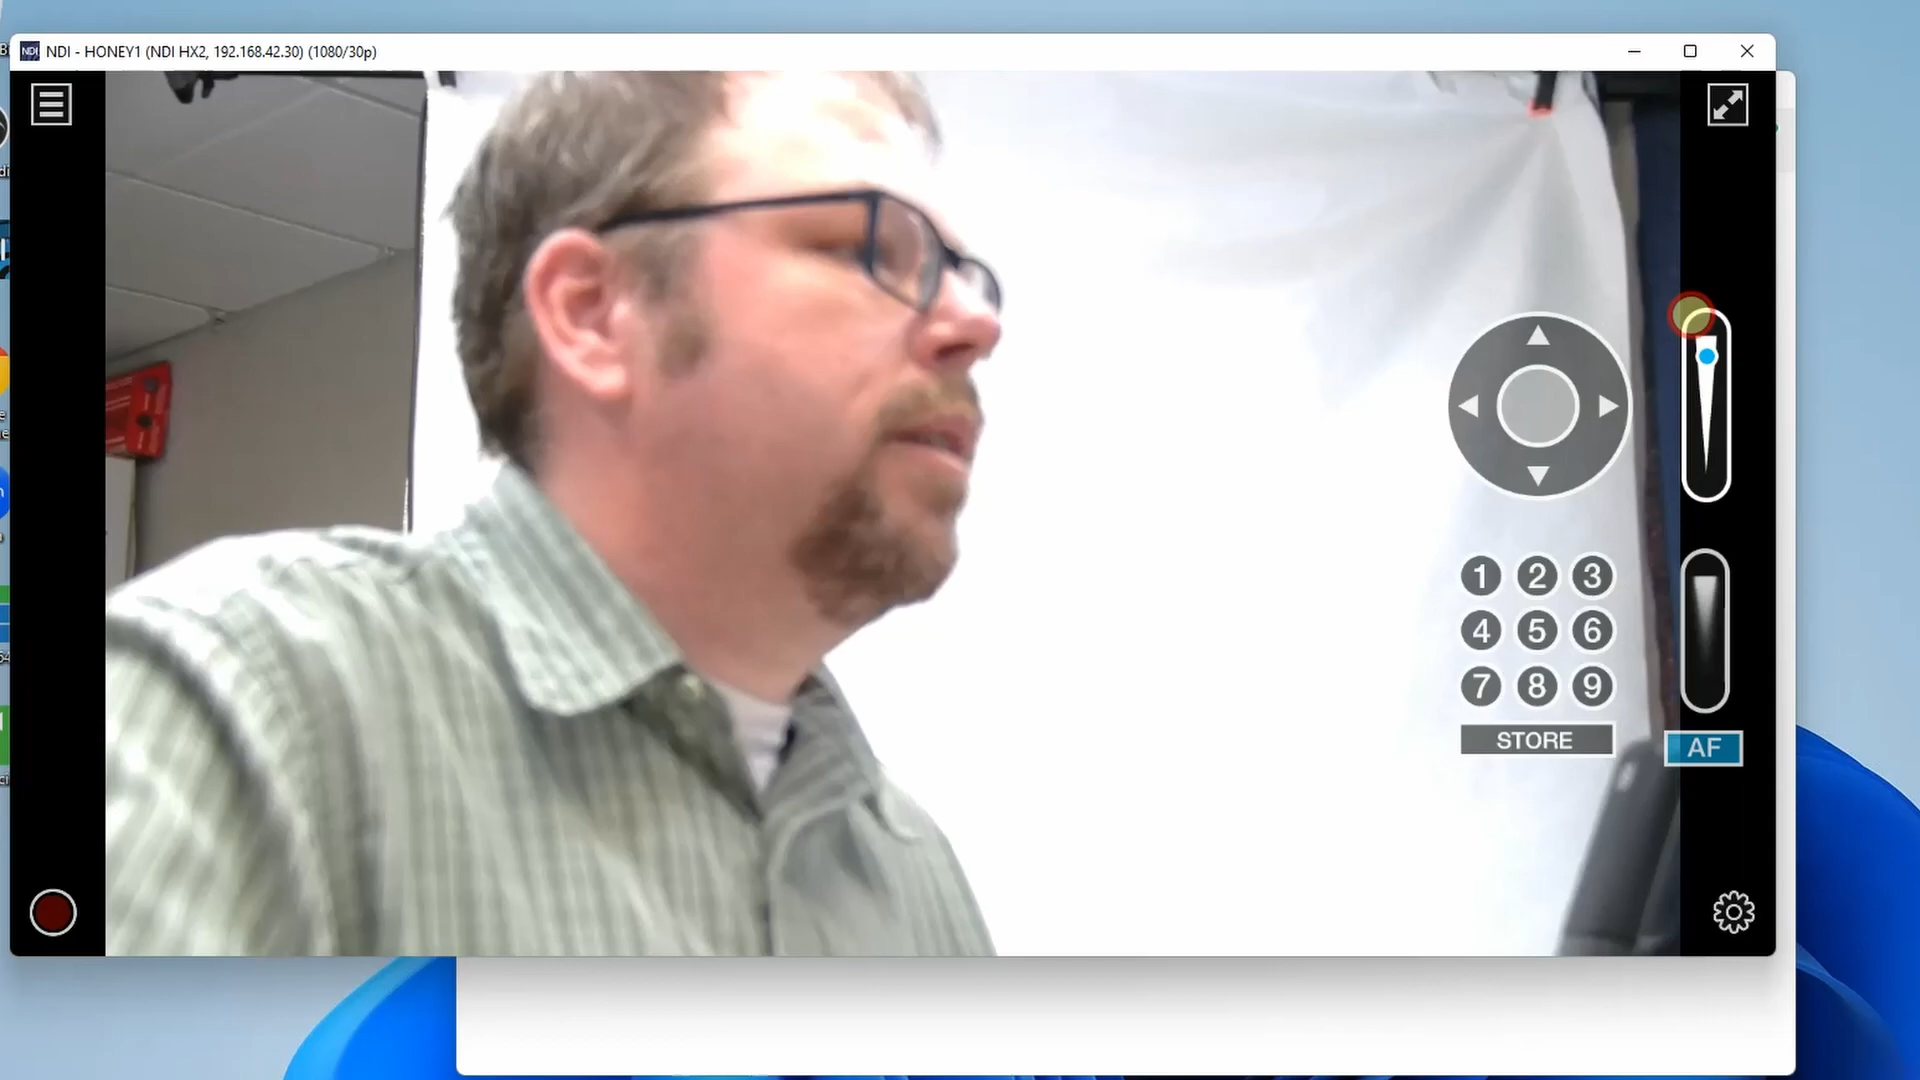 NDI - HONEY1 (NDI HX2, 192.168.42.30) (1080/30p)
1 2 3
4 5 6
7 8 9
STORE
AF